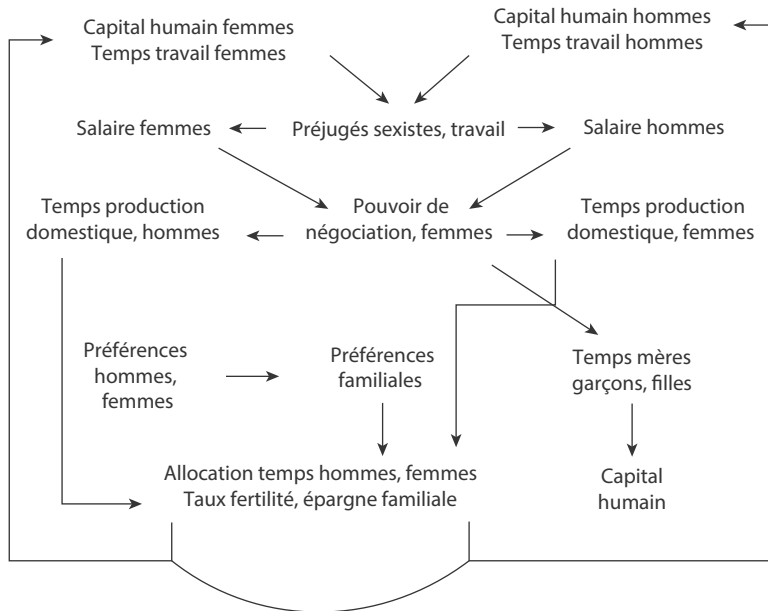 Capital humain femmes
Temps travail femmes
Capital humain hommes
Temps travail hommes
Salaire femmes
Préjugés sexistes, travail
Salaire hommes
Temps production
domestique, hommes
Pouvoir de
négociation, femmes
Temps production
domestique, femmes
Préférences
hommes,
femmes
Préférences
familiales
Temps mères
garçons, filles
Allocation temps hommes, femmes
Taux fertilité, épargne familiale
Capital
humain